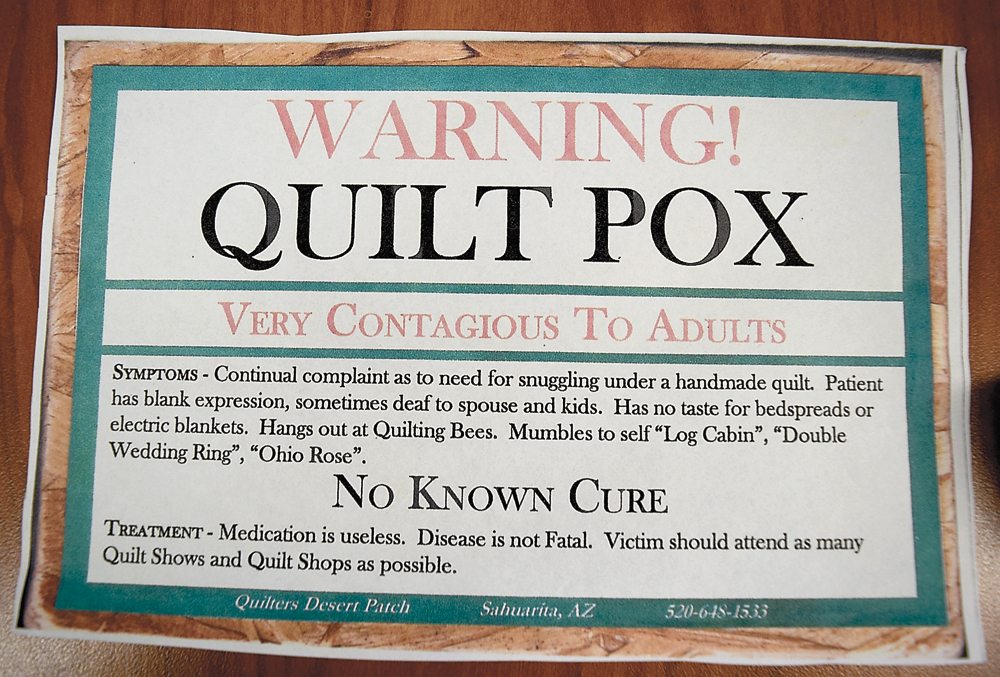 WARNING!
QUILT POX
VERY CONTAGIOUS TO ADULTS
SYMPTOMS - Continual complaint as to need for snuggling under a handmade quilt. Patient
has blank expression, sometimes deaf to spouse and kids. Has no taste for bedspreads or
electric blankets. Hangs out at Quilting Bees. Mumbles to self “Log Cabin”, “Double
Wedding Ring”, “Ohio Rose”.
NO KNOWN CURE
TREATMENT - Medication is useless. Disease is not Fatal. Victim should attend as many
Quilt Shows and Quilt Shops as possible.
Quilters Desert Patch Sahuarita, AZ 520-648-1533